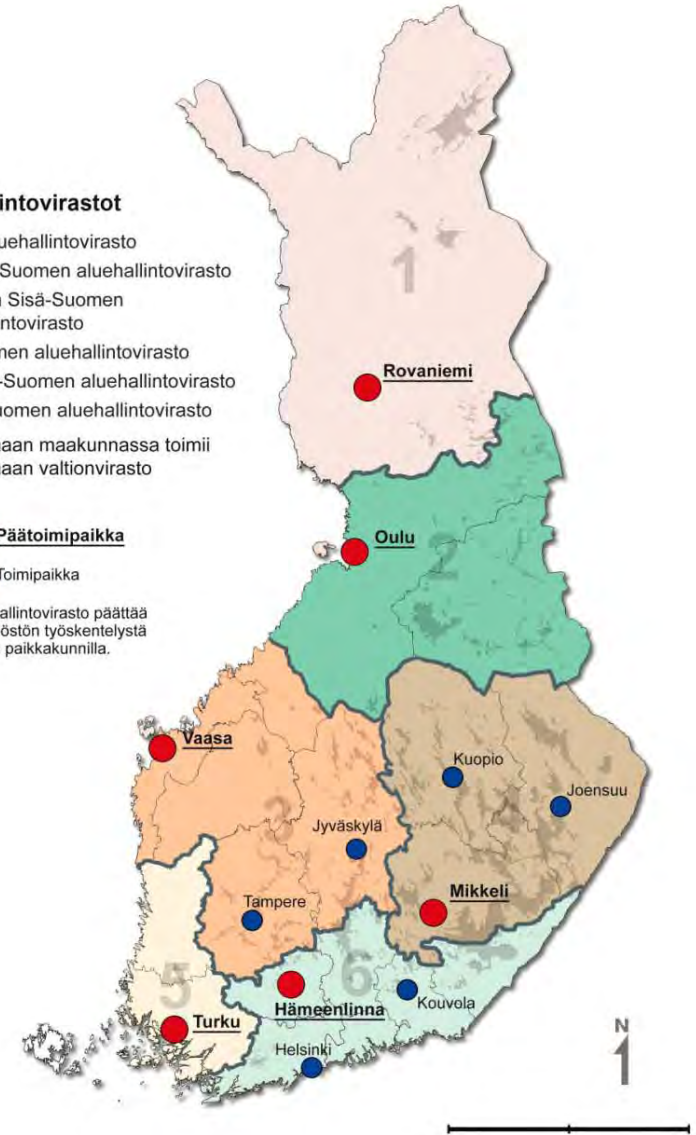 intovirastot
uehallintovirasto
Suomen aluehallintovirasto
Sisä-Suomen
ntovirasto
nen aluehallintovirasto
-Suomen aluehallintovirasto
uomen aluehallintovirasto
aan maakunnassa toimii
aan valtionvirasto
Päätoimipaikka
Toimipaikka
allintovirasto päättää
östön työskentelystä
paikkakunnilla.
1
Rovaniemi
Oulu
2
Vaasa
Kuopio
Joensuu
3
4
Jyväskylä
Mikkeli
Tampere
5
6
Hämeenlinna
Kouvola
Turku
Helsinki
N